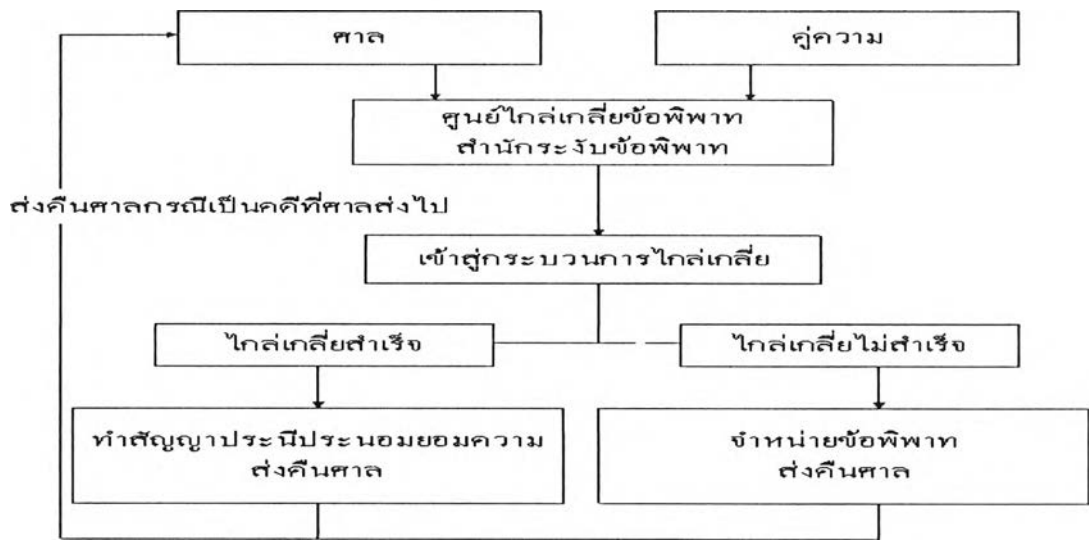 ศาล
คู่ความ
ศูนย์ไกล่เกลี่ยข้อพิพาท
สำนักระงับข้อพิพาท
ส่งคืนศาลกรณีเป็นคดีที่ศาลส่งไป
เข้าสู่กระบวนการไกล่เกลี่ย
ไกล่เกลี่ยสำเร็จ
ไกล่เกลี่ยไม่สำเร็จ
ทำสัญญาประนีประนอมยอมความ
ส่งคืนศาล
จำหน่ายข้อพิพาท
ส่งคืนศาล